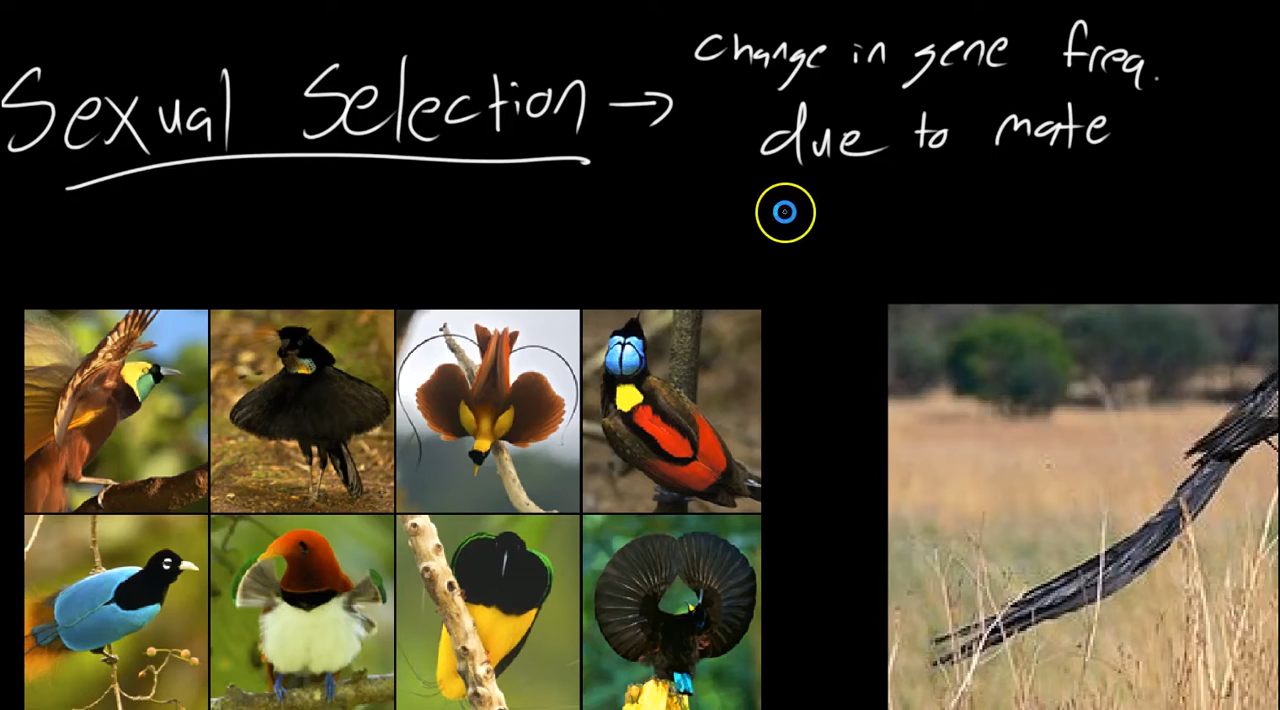 Sexual Selection → change in gene freq.
due to mate